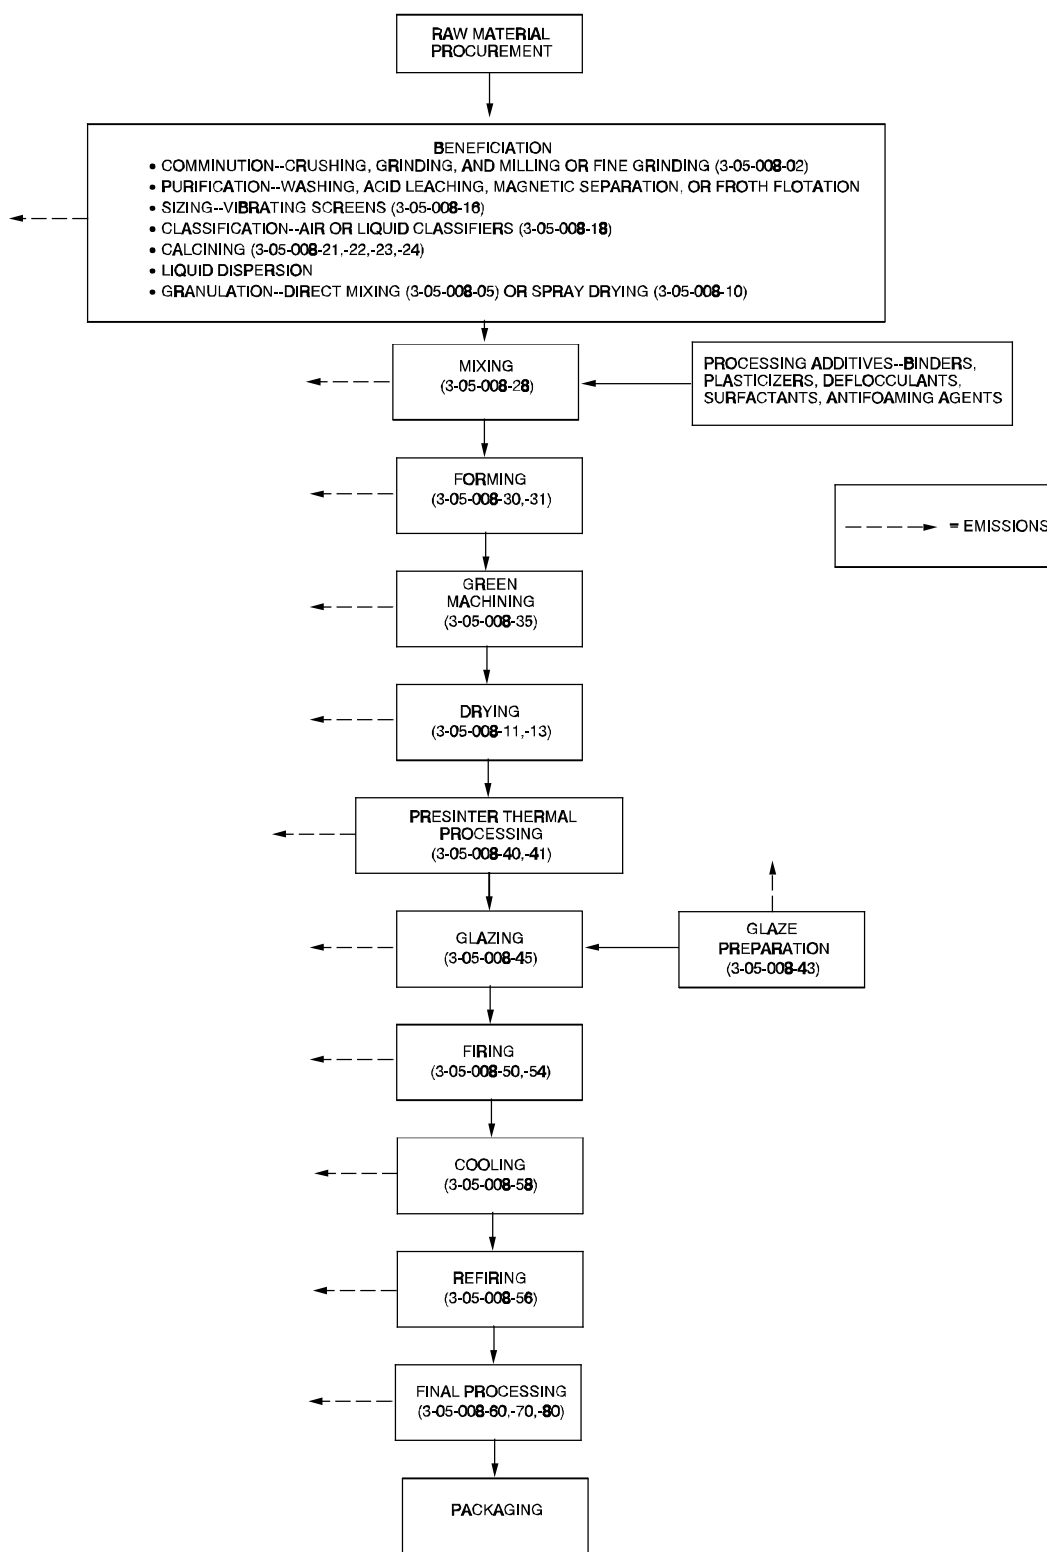 RAW MATERIAL
PROCUREMENT
BENEFICIATION
• COMMINUTION--CRUSHING, GRINDING, AND MILLING OR FINE GRINDING (3-05-008-02)
• PURIFICATION--WASHING, ACID LEACHING, MAGNETIC SEPARATION, OR FROTH FLOTATION
• SIZING--VIBRATING SCREENS (3-05-008-16)
• CLASSIFICATION--AIR OR LIQUID CLASSIFIERS (3-05-008-18)
• CALCINING (3-05-008-21,-22,-23,-24)
• LIQUID DISPERSION
• GRANULATION--DIRECT MIXING (3-05-008-05) OR SPRAY DRYING (3-05-008-10)
MIXING
(3-05-008-28)
PROCESSING ADDITIVES--BINDERS,
PLASTICIZERS, DEFLOCCULANTS,
SURFACTANTS, ANTIFOAMING AGENTS
FORMING
(3-05-008-30,-31)
= EMISSIONS
GREEN
MACHINING
(3-05-008-35)
DRYING
(3-05-008-11,-13)
PRESINTER THERMAL
PROCESSING
(3-05-008-40,-41)
GLAZING
(3-05-008-45)
GLAZE
PREPARATION
(3-05-008-43)
FIRING
(3-05-008-50,-54)
COOLING
(3-05-008-58)
REFIRING
(3-05-008-56)
FINAL PROCESSING
(3-05-008-60,-70,-80)
PACKAGING